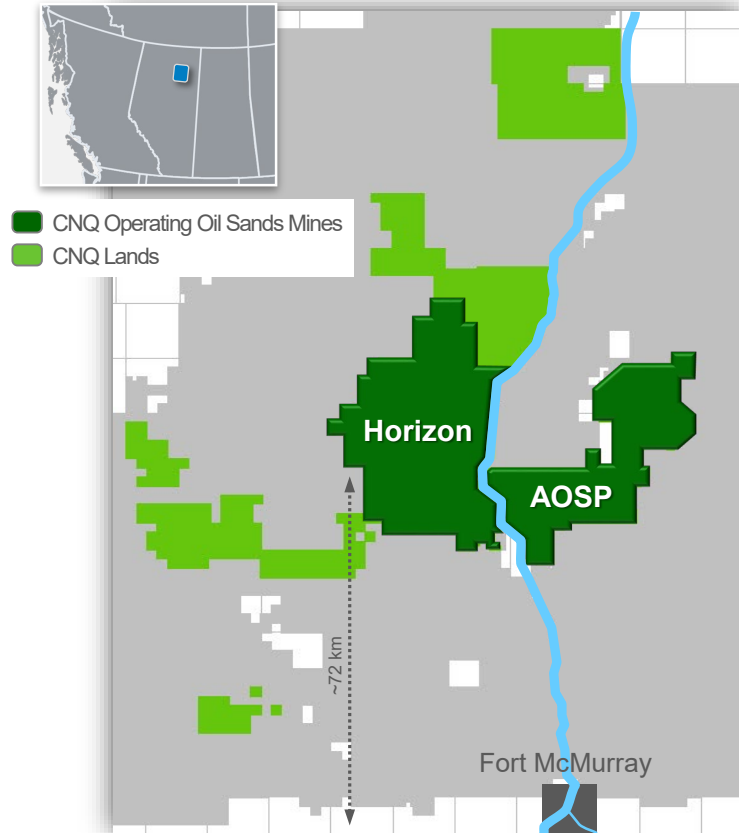 CNQ Operating Oil Sands Mines
CNQ Lands
Horizon
AOSP
~72 km
Fort McMurray